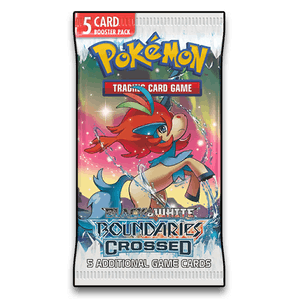 5 CARD
BOOSTER PACK
POKéMON
TRADING CARD GAME
BLACK & WHITE
BOUNDARIES
CROSSED
5 ADDITIONAL GAME CARDS